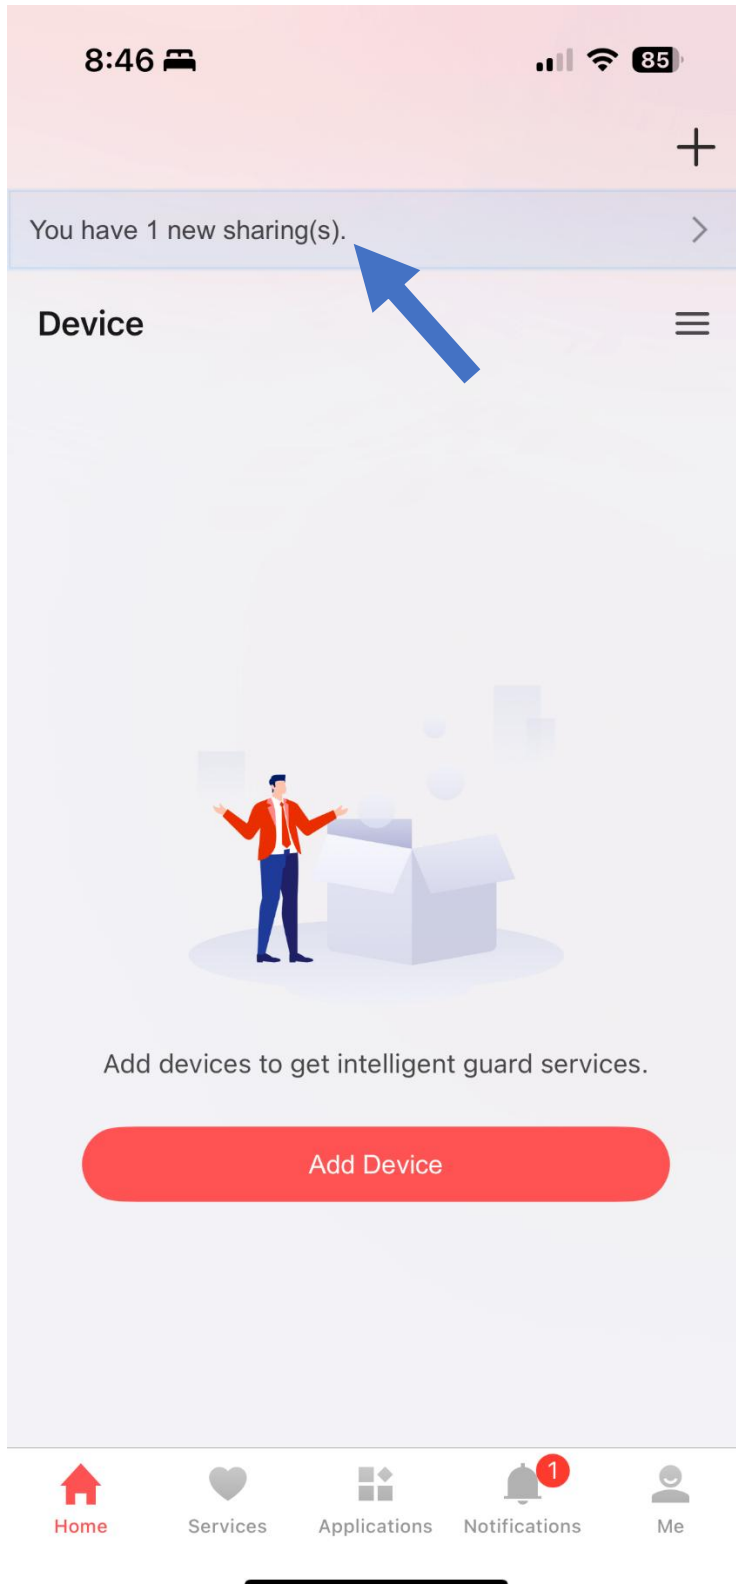 8:46
85
You have 1 new sharing(s).
Device
Add devices to get intelligent guard services.
Add Device
1
Home
Services
Applications
Notifications
Me